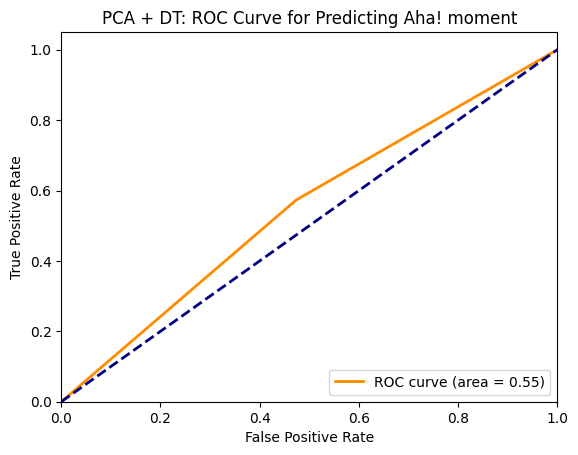 PCA + DT: ROC Curve for Predicting Aha! moment
True Positive Rate
1.0
0.8
0.6
0.4
0.2
0.0
ROC curve (area = 0.55)
0.0 0.2 0.4 0.6 0.8 1.0
False Positive Rate